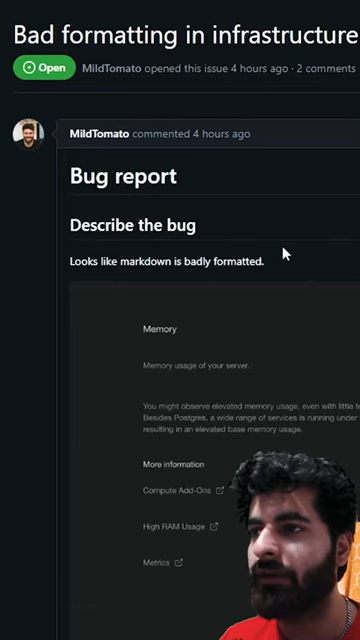 Bad formatting in infrastructure
Open
MildTomato opened this issue 4 hours ago · 2 comments
MildTomato commented 4 hours ago
Bug report
Describe the bug
Looks like markdown is badly formatted.
Memory
Memory usage of your server.
You might observe elevated memory usage, even with little
Besides Postgres, a wide range of services is running under
resulting in an elevated base memory usage.
More information
Compute Add-Ons
High RAM Usage
Metrics